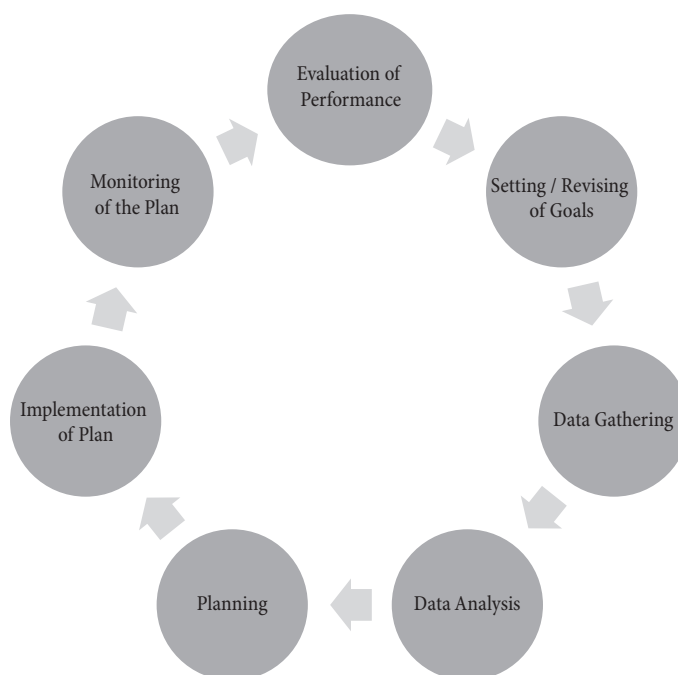 Evaluation of
Performance
Setting / Revising
of Goals
Data Gathering
Data Analysis
Planning
Implementation
of Plan
Monitoring
of the Plan